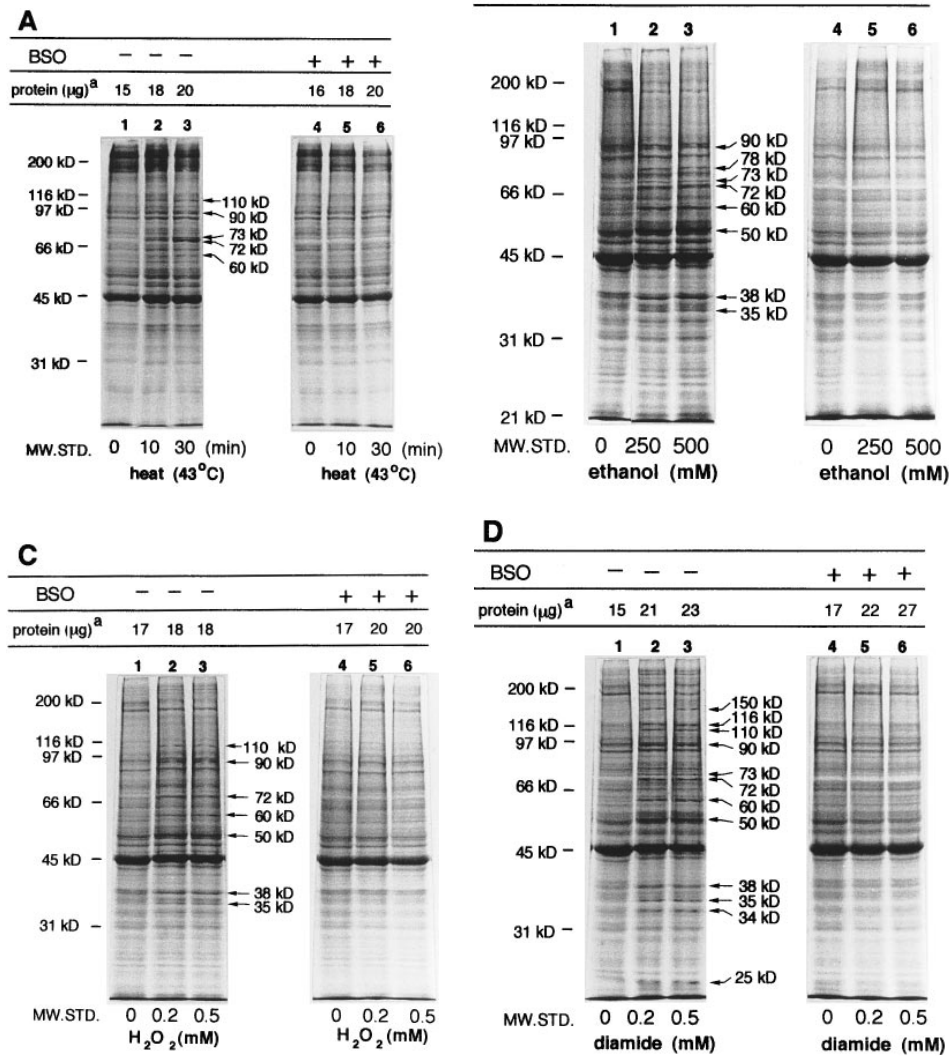 A
BSO − − − + + +
protein (μg)a 15 18 20 16 18 20
1 2 3 4 5 6
200 kD
116 kD
97 kD
66 kD
45 kD
31 kD
110 kD
90 kD
73 kD
72 kD
60 kD
MW.STD. 0 10 30 (min) 0 10 30 (min)
heat (43°C) heat (43°C)
1 2 3 4 5 6
200 kD
116 kD
97 kD
66 kD
45 kD
31 kD
21 kD
90 kD
78 kD
73 kD
72 kD
60 kD
50 kD
38 kD
35 kD
MW.STD. 0 250 500 0 250 500
ethanol (mM) ethanol (mM)
C
BSO − − − + + +
protein (μg)a 17 18 18 17 20 20
1 2 3 4 5 6
200 kD
116 kD
97 kD
66 kD
45 kD
31 kD
110 kD
90 kD
72 kD
60 kD
50 kD
38 kD
35 kD
MW.STD. 0 0.2 0.5 0 0.2 0.5
H2O2 (mM) H2O2 (mM)
D
BSO − − − + + +
protein (μg)a 15 21 23 17 22 27
1 2 3 4 5 6
200 kD
116 kD
97 kD
66 kD
45 kD
31 kD
150 kD
116 kD
110 kD
90 kD
73 kD
72 kD
60 kD
50 kD
38 kD
35 kD
34 kD
25 kD
MW.STD. 0 0.2 0.5 0 0.2 0.5
diamide (mM) diamide (mM)